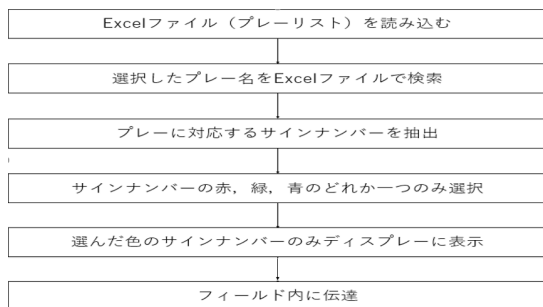 Excelファイル（プレーリスト）を読み込む
選択したプレー名をExcelファイルで検索
プレーに対応するサインナンバーを抽出
サインナンバーの赤，緑，青のどれか一つのみ選択
選んだ色のサインナンバーのみディスプレーに表示
フィールド内に伝達